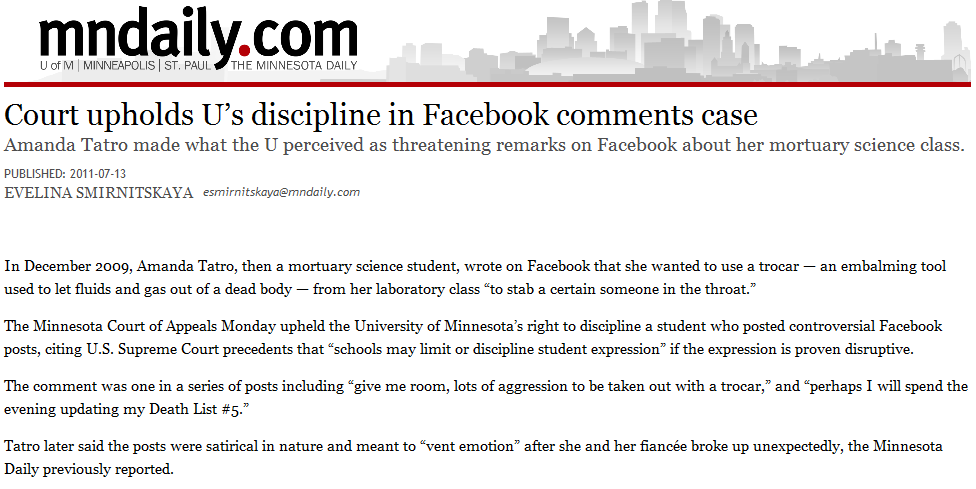 mndaily.com
U of M | MINNEAPOLIS | ST. PAUL THE MINNESOTA DAILY
Court upholds U’s discipline in Facebook comments case
Amanda Tatro made what the U perceived as threatening remarks on Facebook about her mortuary science class.
PUBLISHED: 2011-07-13
EVELINA SMIRNITSKAYA esmirnitskaya@mndaily.com
In December 2009, Amanda Tatro, then a mortuary science student, wrote on Facebook that she wanted to use a trocar — an embalming tool
used to let fluids and gas out of a dead body — from her laboratory class “to stab a certain someone in the throat.”
The Minnesota Court of Appeals Monday upheld the University of Minnesota’s right to discipline a student who posted controversial Facebook
posts, citing U.S. Supreme Court precedents that “schools may limit or discipline student expression” if the expression is proven disruptive.
The comment was one in a series of posts including “give me room, lots of aggression to be taken out with a trocar,” and “perhaps I will spend the
evening updating my Death List #5.”
Tatro later said the posts were satirical in nature and meant to “vent emotion” after she and her fiancée broke up unexpectedly, the Minnesota
Daily previously reported.